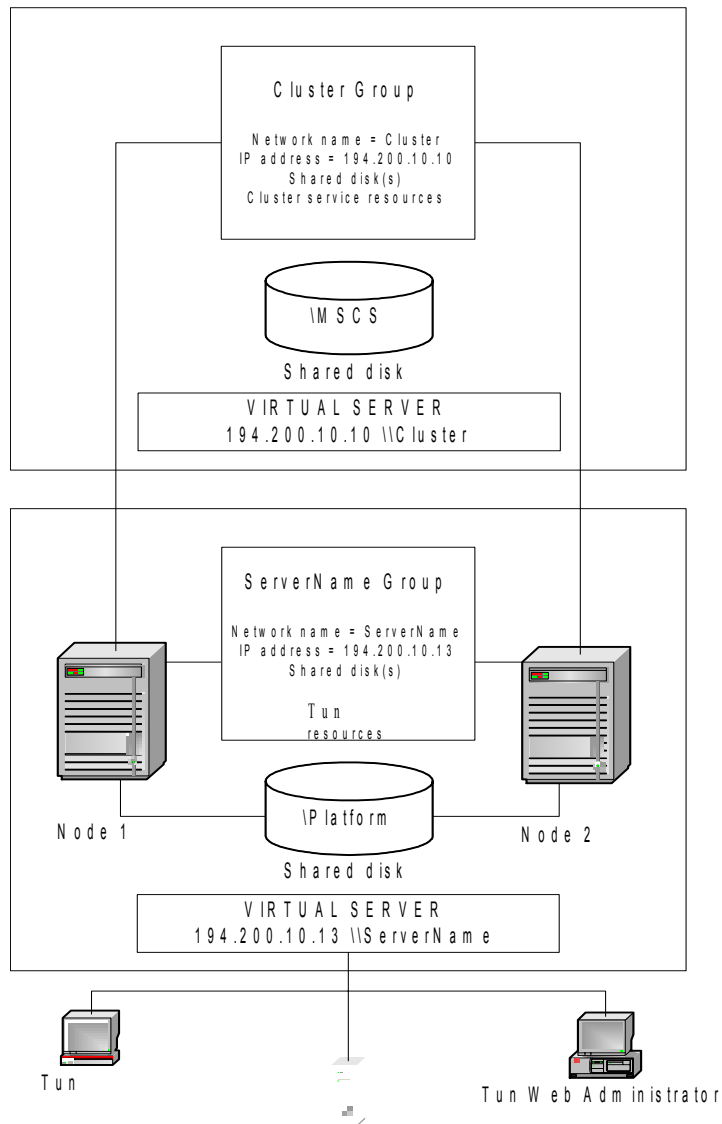 Cluster Group
Network name = Cluster
IP address = 194.200.10.10
Shared disk(s)
Cluster service resources
\MSCS
Shared disk
VIRTUAL SERVER
194.200.10.10 \\Cluster
ServerName Group
Network name = ServerName
IP address = 194.200.10.13
Shared disk(s)
Tun
resources
Node 1
\Platform
Node 2
Shared disk
VIRTUAL SERVER
194.200.10.13 \\ServerName
Tun
Tun Web Administrator